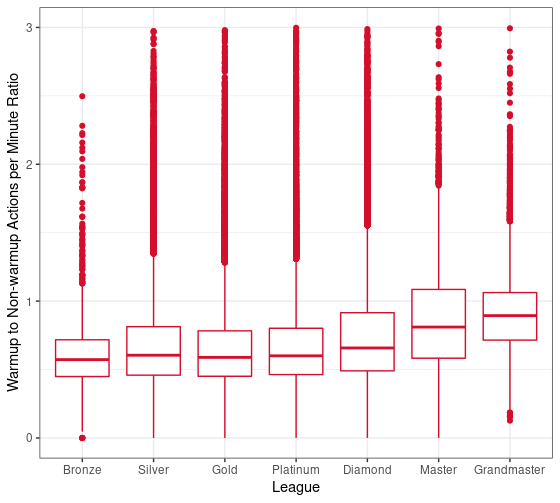 Warmup to Non-warmup Actions per Minute Ratio
3
2
1
0
Bronze Silver Gold Platinum Diamond Master Grandmaster
League